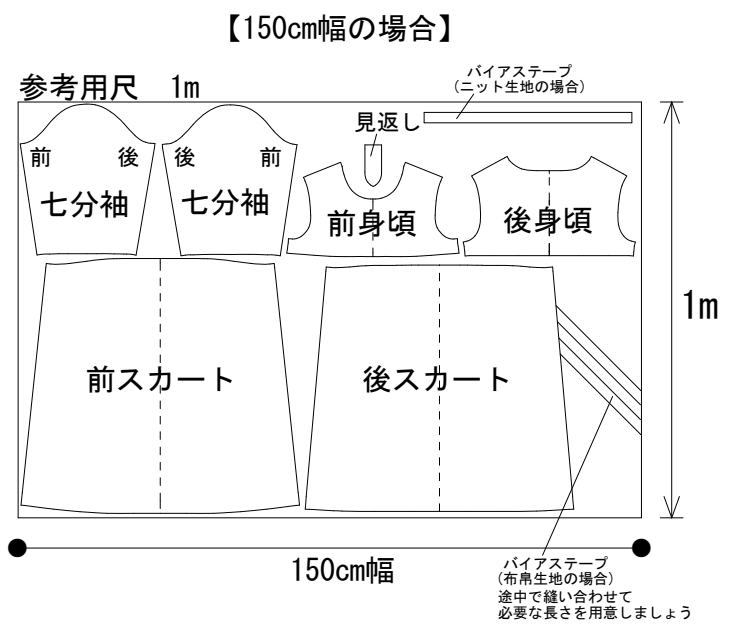 【150cm幅の場合】
参考用尺 1m
バイアステープ
(ニット生地の場合)
見返し
前 後
七分袖
後 前
七分袖
前身頃
後身頃
前スカート
後スカート
1m
150cm幅
バイアステープ
(布帛生地の場合)
途中で縫い合わせて
必要な長さを用意しましょう